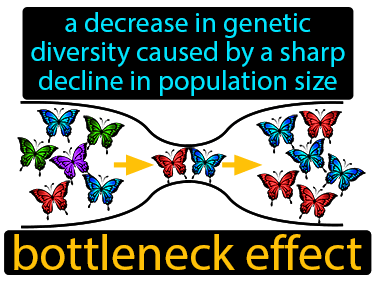 a decrease in genetic
diversity caused by a sharp
decline in population size
bottleneck effect